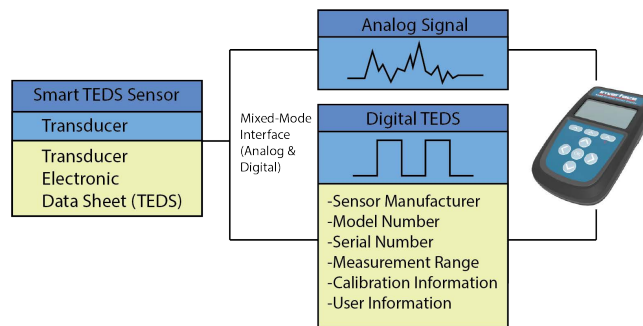 Smart TEDS Sensor
Transducer
Transducer
Electronic
Data Sheet (TEDS)
Mixed-Mode
Interface
(Analog &
Digital)
Analog Signal
Digital TEDS
-Sensor Manufacturer
-Model Number
-Serial Number
-Measurement Range
-Calibration Information
-User Information